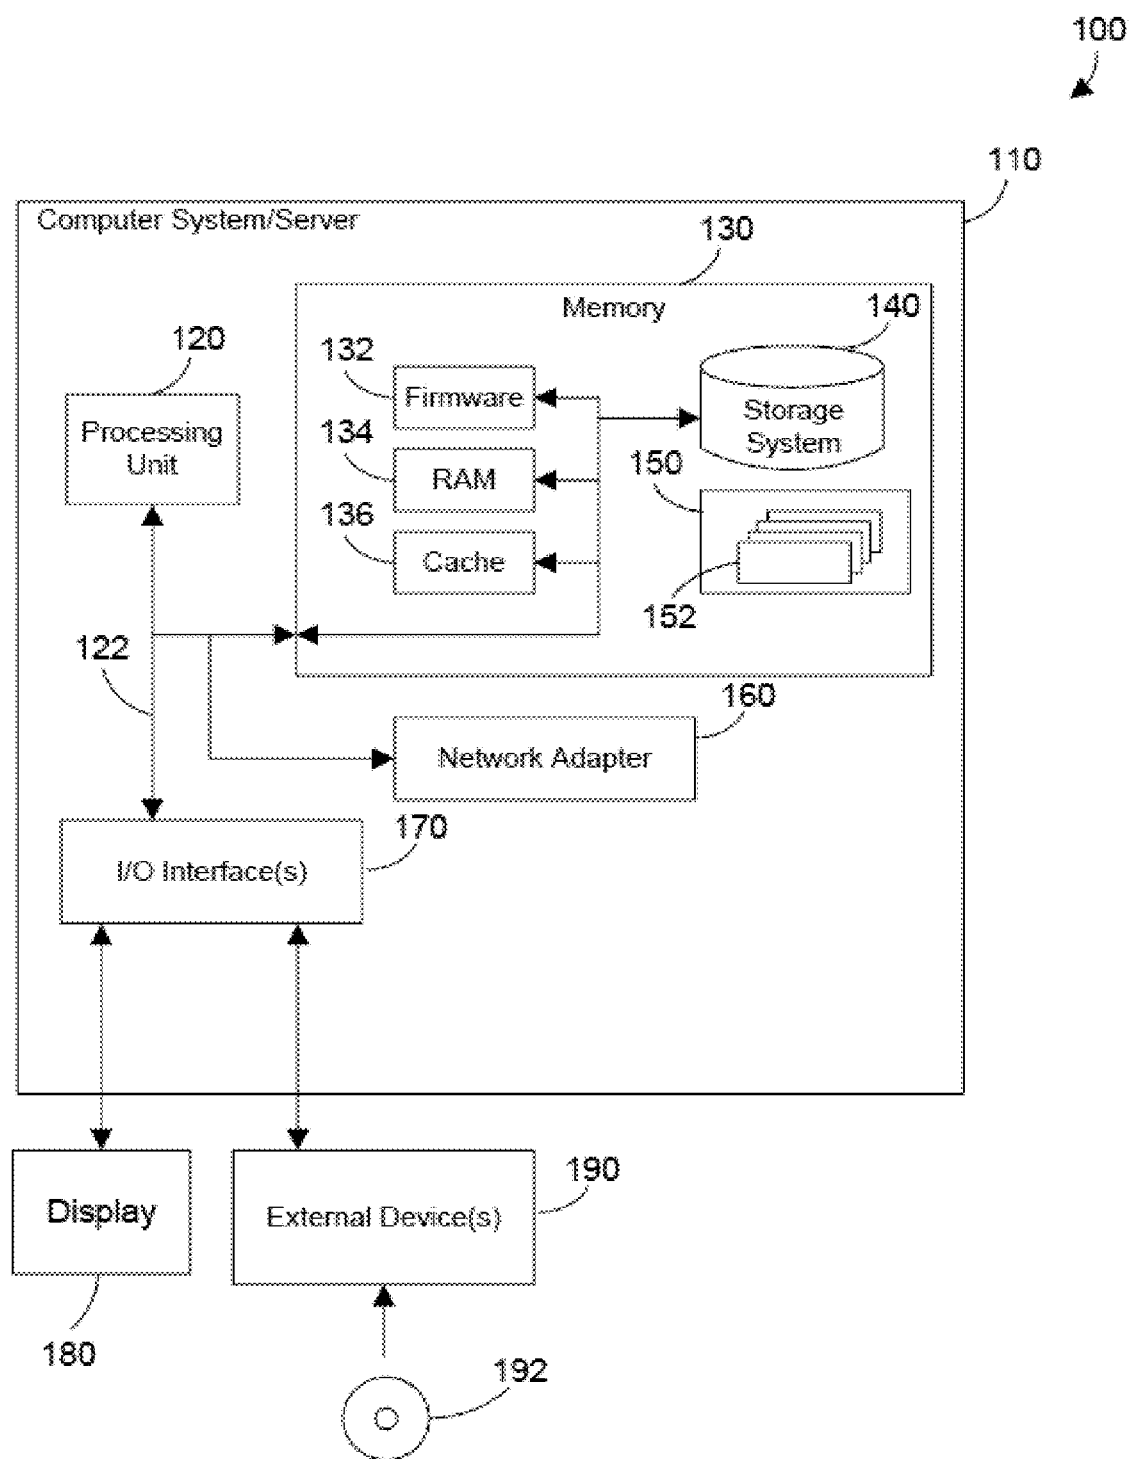 100
110
Computer System/Server
130
Memory
140
120
132
Firmware
Storage
System
Processing
Unit
134
RAM
150
136
Cache
152
122
160
Network Adapter
170
I/O Interface(s)
190
Display
External Device(s)
180
192